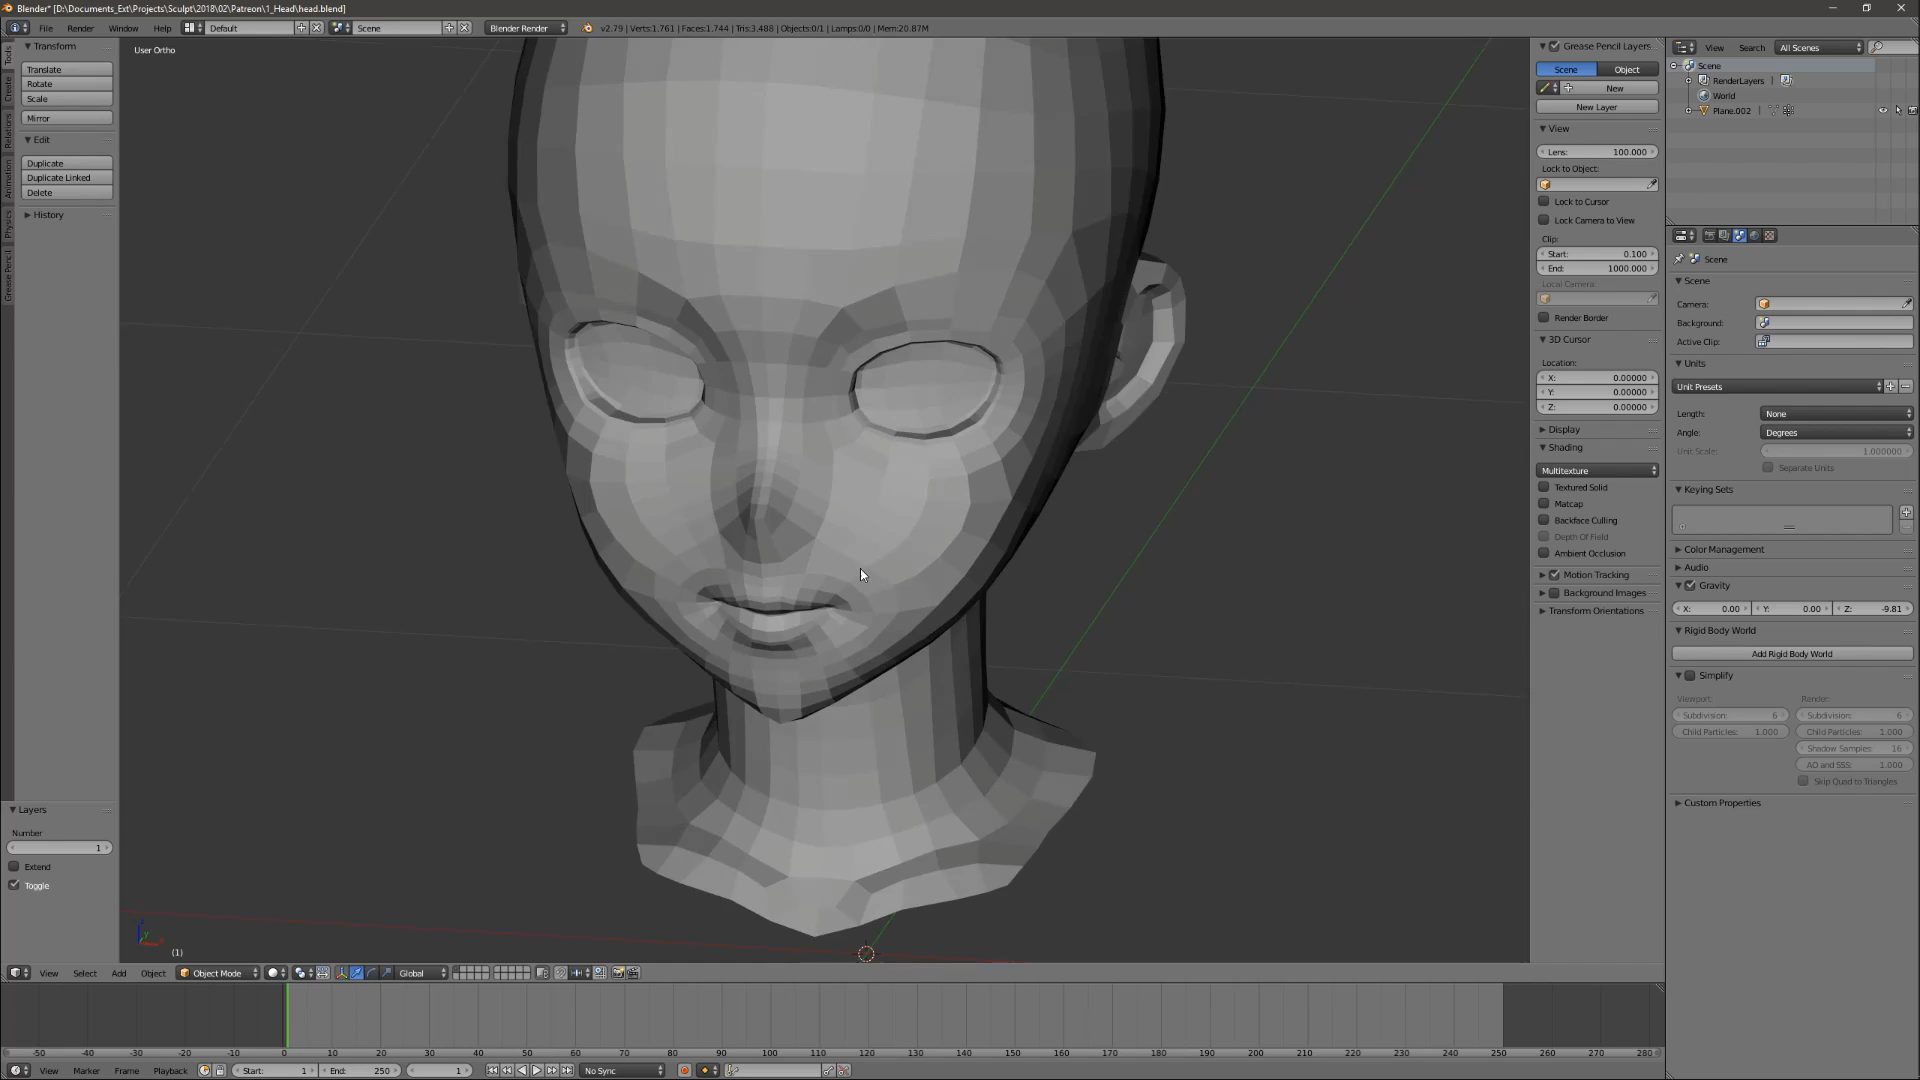 Blender* [D:\Documents_Ext\Projects\Sculpt\2018\02\Patreon\1_Head\head.blend]
File Render Window Help Default Scene Blender Render v2.79 | Verts:1.761 | Faces:1.744 | Tris:3.488 | Objects:0/1 | Lamps:0/0 | Mem:20.87M
Tools
Create
Relations
Animation
Physics
Grease Pencil
Transform
Translate
Rotate
Scale
Mirror
Edit
Duplicate
Duplicate Linked
Delete
History
Layers
Number
1
Extend
Toggle
User Ortho
(1)
Grease Pencil Layers
Scene Object
New
New Layer
View
Lens: 100.000
Lock to Object:
Lock to Cursor
Lock Camera to View
Clip:
Start: 0.100
End: 1000.000
Local Camera:
Render Border
3D Cursor
Location:
X: 0.00000
Y: 0.00000
Z: 0.00000
Display
Shading
Multitexture
Textured Solid
Matcap
Backface Culling
Depth Of Field
Ambient Occlusion
Motion Tracking
Background Images
Transform Orientations
View Search All Scenes
Scene
RenderLayers
World
Plane.002
Scene
Scene
Camera:
Background:
Active Clip:
Units
Unit Presets
Length: None
Angle: Degrees
Unit Scale: 1.000000
Separate Units
Keying Sets
Color Management
Audio
Gravity
X: 0.00 Y: 0.00 Z: -9.81
Rigid Body World
Add Rigid Body World
Simplify
Viewport: Render:
Subdivision: 6 Subdivision: 6
Child Particles: 1.000 Child Particles: 1.000
Shadow Samples: 16
AO and SSS: 1.000
Skip Quad to Triangles
Custom Properties
View Select Add Object Object Mode Global
-50 -40 -30 -20 -10 0 10 20 30 40 50 60 70 80 90 100 110 120 130 140 150 160 170 180 190 200 210 220 230 240 250 260 270 280
View Marker Frame Playback Start: 1 End: 250 1 No Sync